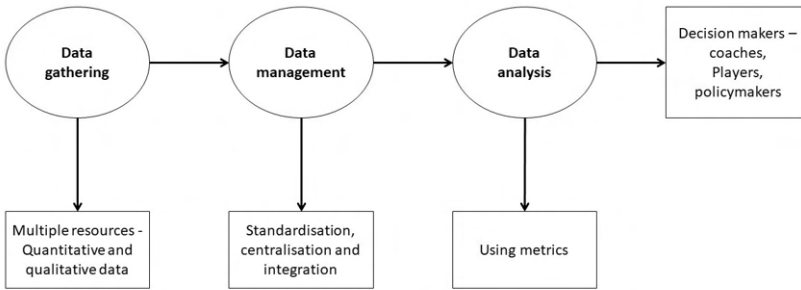 Data
gathering
Data
management
Data
analysis
Decision makers –
coaches,
Players,
policymakers
Multiple resources -
Quantitative and
qualitative data
Standardisation,
centralisation and
integration
Using metrics